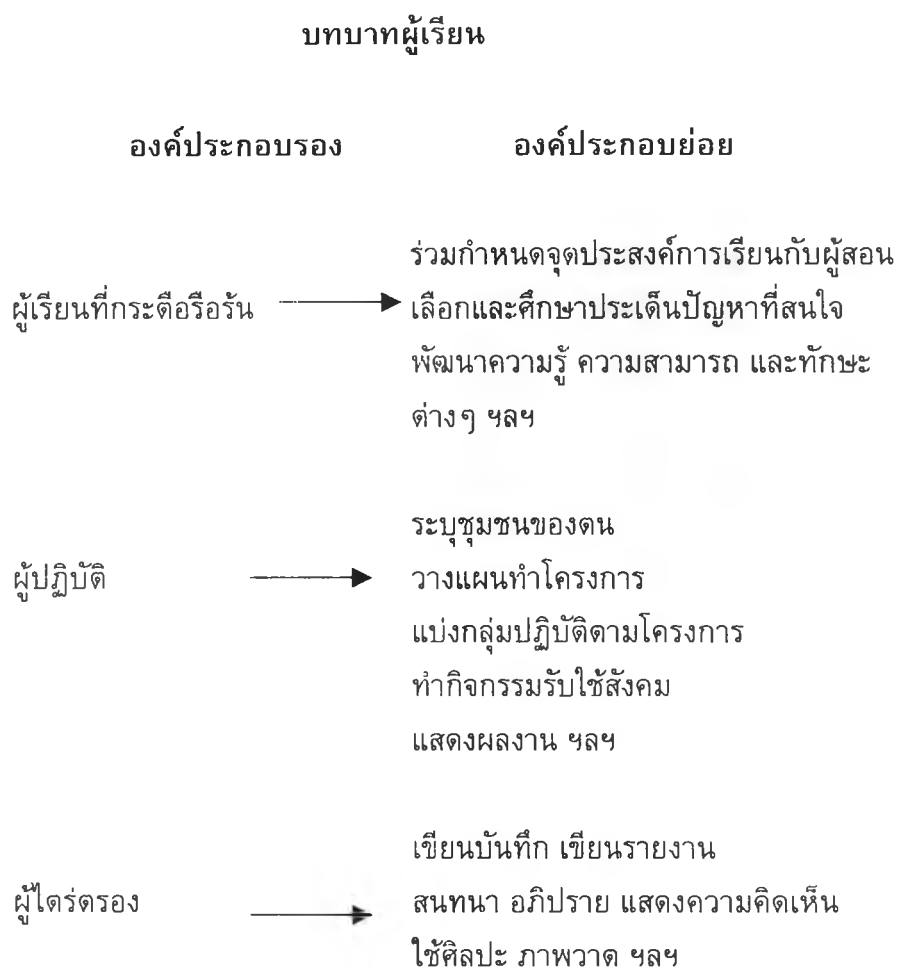 บทบาทผู้เรียน
องค์ประกอบรอง องค์ประกอบย่อย
ร่วมกำหนดจุดประสงค์การเรียนกับผู้สอน
ผู้เรียนที่กระตือรือร้น เลือกและศึกษาประเด็นปัญหาที่สนใจ
พัฒนาความรู้ ความสามารถ และทักษะ
ต่างๆ ฯลฯ
ระบุชุมชนของตน
ผู้ปฏิบัติ วางแผนทำโครงการ
แบ่งกลุ่มปฏิบัติตามโครงการ
ทำกิจกรรมรับใช้สังคม
แสดงผลงาน ฯลฯ
เขียนบันทึก เขียนรายงาน
ผู้ไตร่ตรอง สนทนา อภิปราย แสดงความคิดเห็น
ใช้ศิลปะ ภาพวาด ฯลฯ